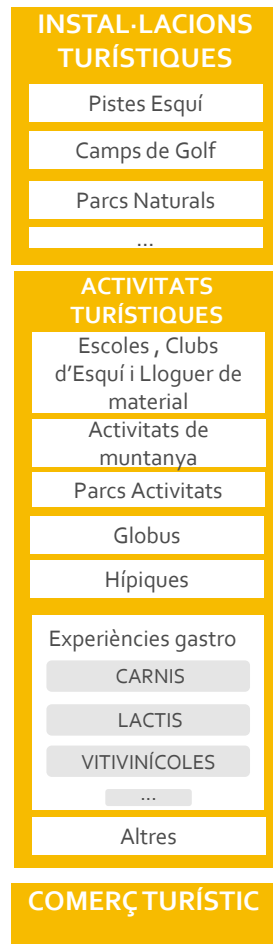 INSTAL·LACIONS
TURÍSTIQUES
Pistes Esquí
Camps de Golf
Parcs Naturals
...
ACTIVITATS
TURÍSTIQUES
Escoles , Clubs
d'Esquí i Lloguer de
material
Activitats de
muntanya
Parcs Activitats
Globus
Hípiques
Experiències gastro
CARNIS
LACTIS
VITIVINÍCOLES
...
Altres
COMERÇ TURÍSTIC